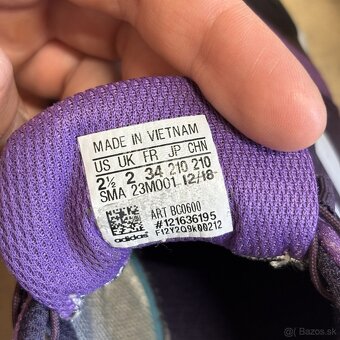 MADE IN VIETNAM
US UK FR JP CHN
2½ 2 34 210 210
SMA 23M001 12/18-
ART BC0600
#121636195
adidas F12Y2Q9k00212
© Bazos.sk